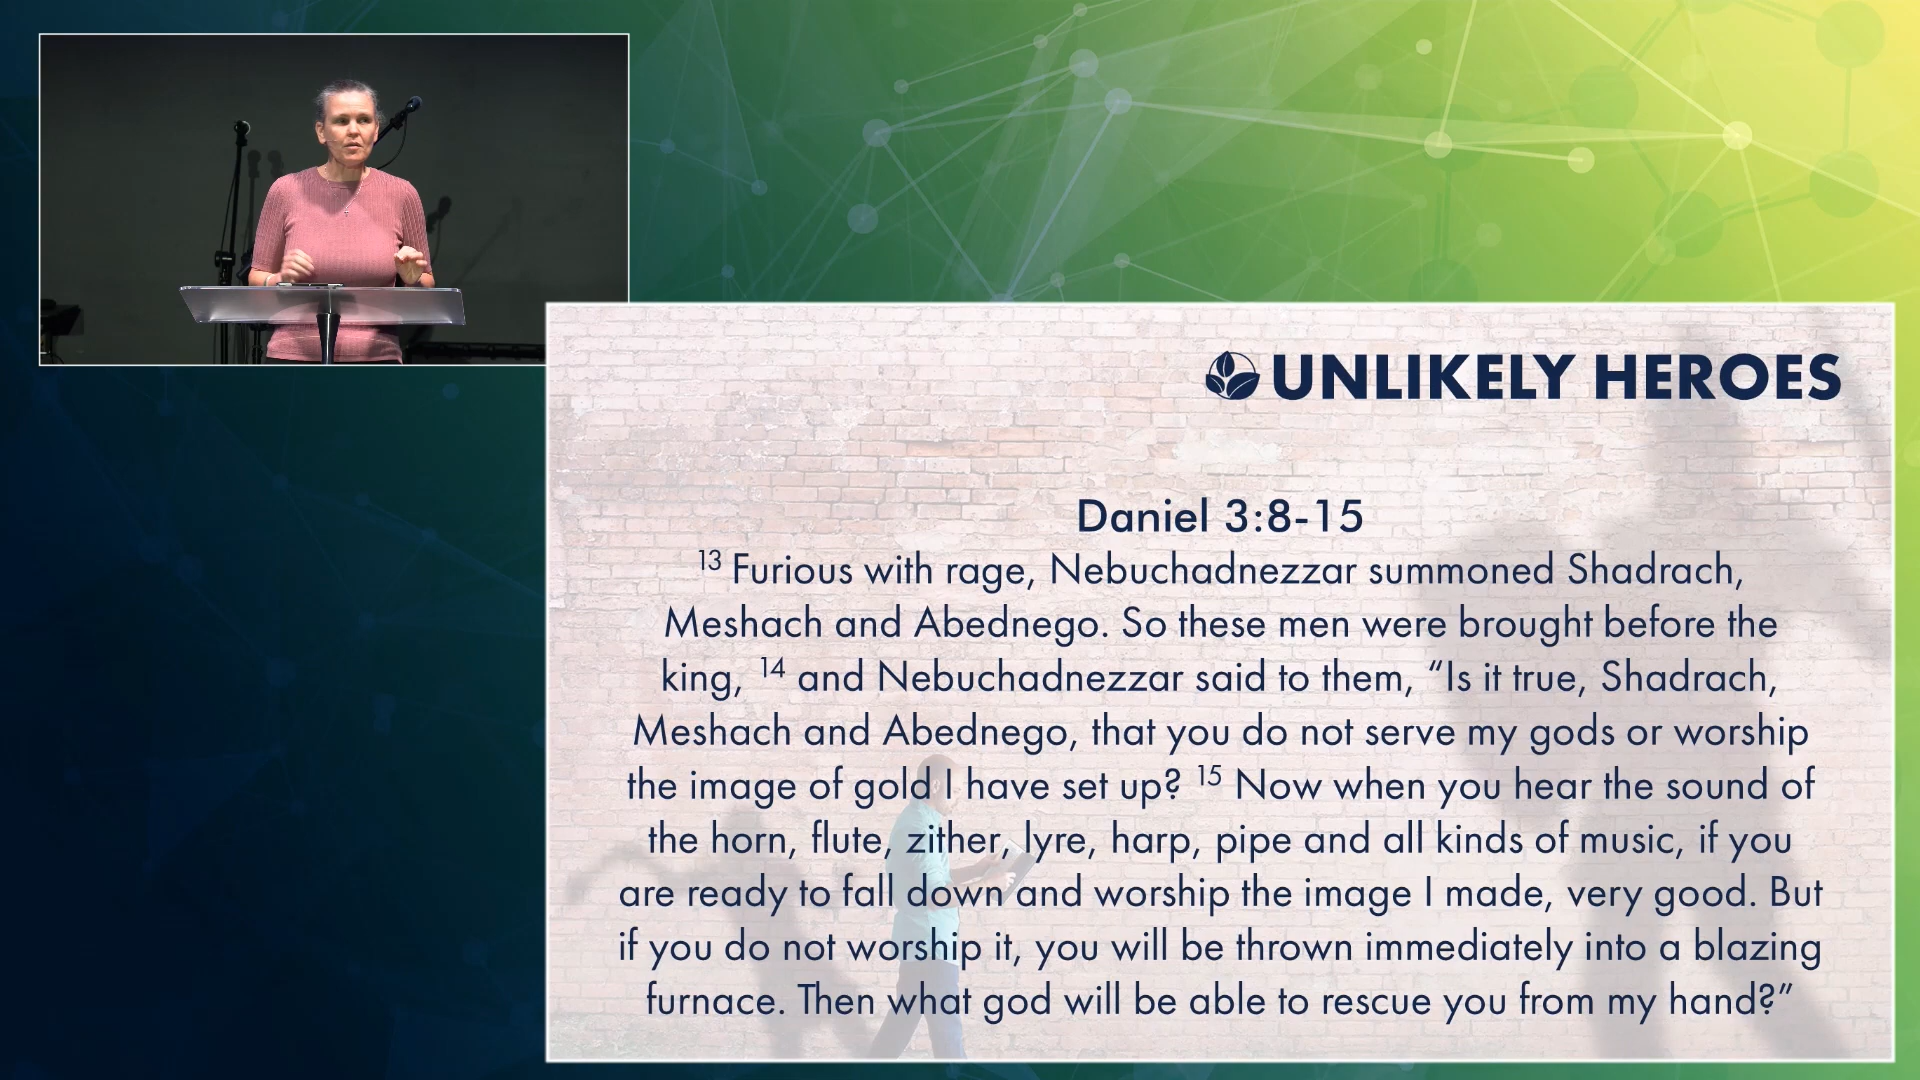 UNLIKELY HEROES
Daniel 3:8-15
13 Furious with rage, Nebuchadnezzar summoned Shadrach,
Meshach and Abednego. So these men were brought before the
king, 14 and Nebuchadnezzar said to them, “Is it true, Shadrach,
Meshach and Abednego, that you do not serve my gods or worship
the image of gold I have set up? 15 Now when you hear the sound of
the horn, flute, zither, lyre, harp, pipe and all kinds of music, if you
are ready to fall down and worship the image I made, very good. But
if you do not worship it, you will be thrown immediately into a blazing
furnace. Then what god will be able to rescue you from my hand?”